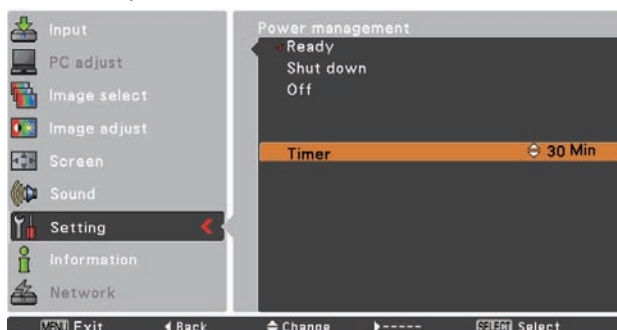 Input
PC adjust
Image select
Image adjust
Screen
Sound
Setting
Information
Network
Power management
Ready
Shut down
Off
Timer 30 Min
MENU Exit Back Change ----- SELECT Select